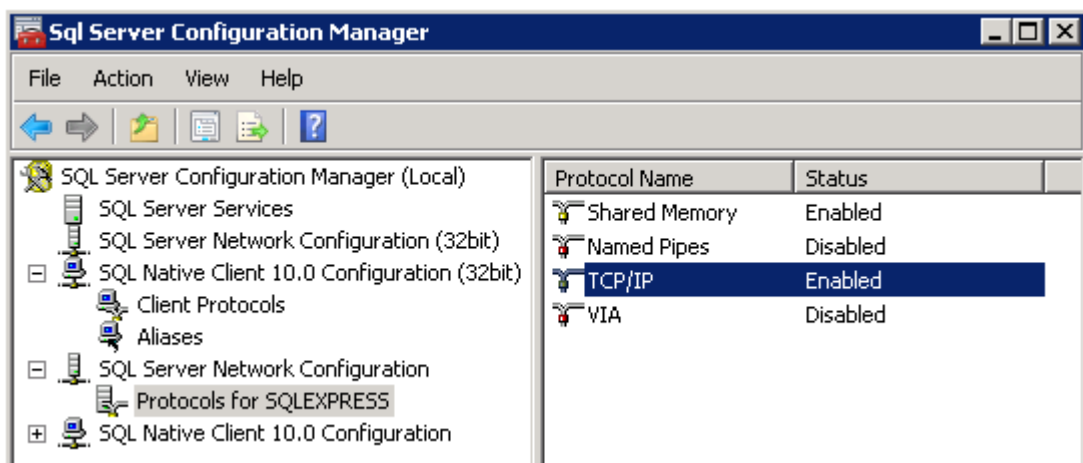 Sql Server Configuration Manager
File Action View Help
SQL Server Configuration Manager (Local)
SQL Server Services
SQL Server Network Configuration (32bit)
SQL Native Client 10.0 Configuration (32bit)
Client Protocols
Aliases
SQL Server Network Configuration
Protocols for SQLEXPRESS
SQL Native Client 10.0 Configuration
Protocol Name Status
Shared Memory Enabled
Named Pipes Disabled
TCP/IP Enabled
VIA Disabled